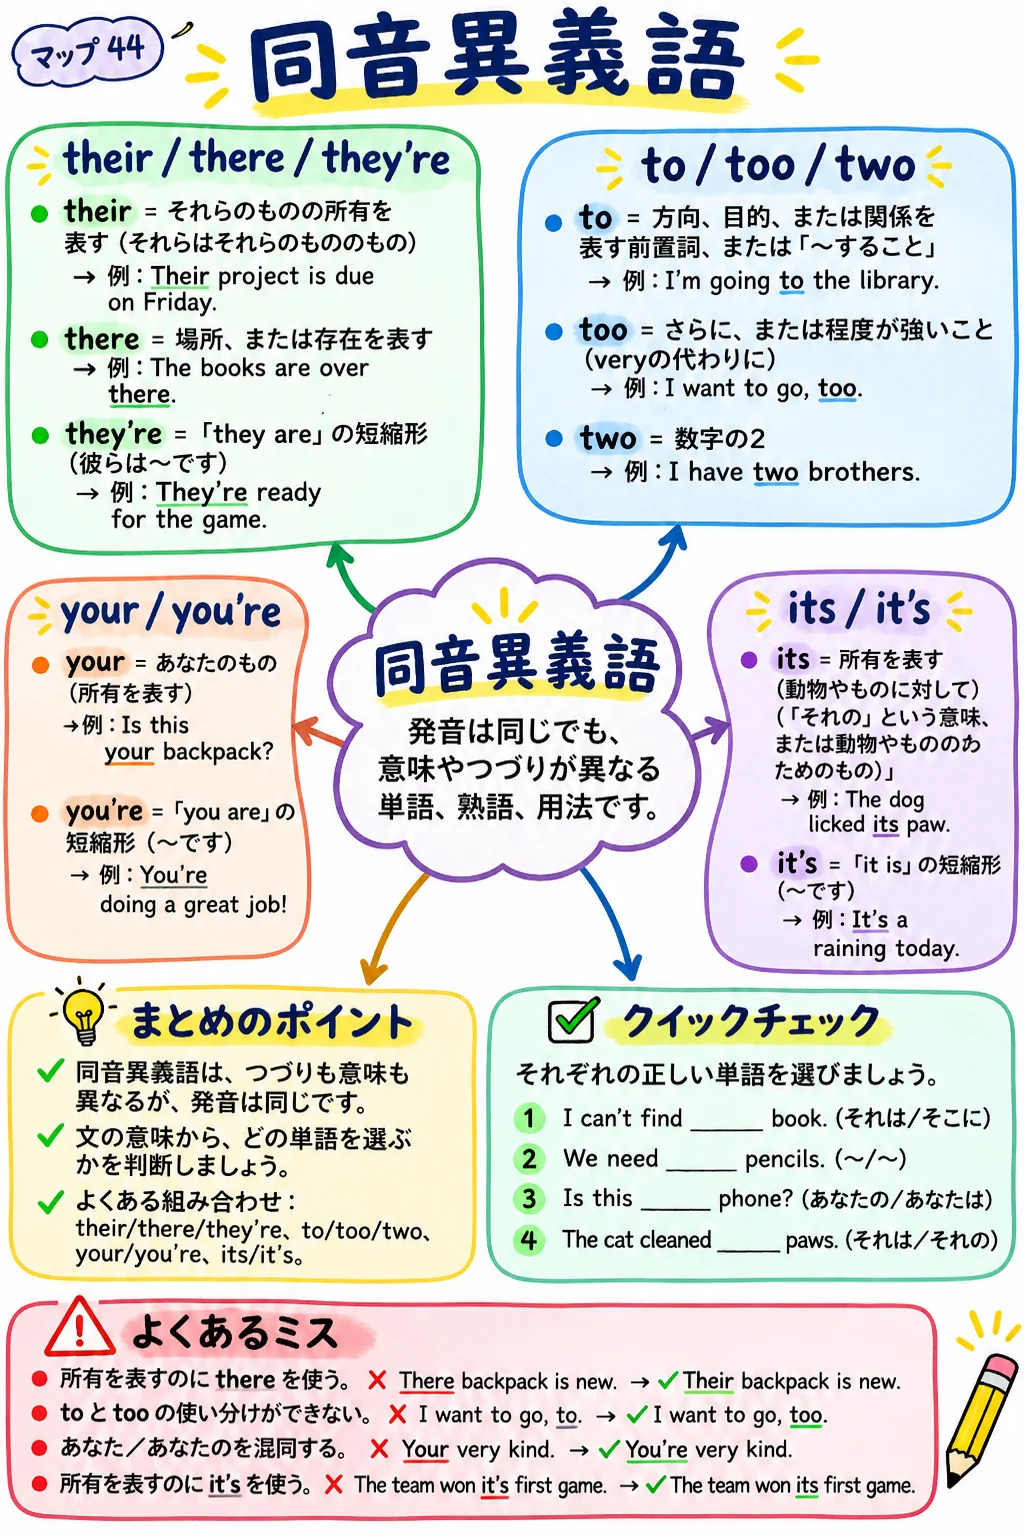 マップ 44
同音異義語
their / there / they're
their = それらのものの所有を
表す（それらはそれらのもののもの）
→ 例：Their project is due
on Friday.
there = 場所、または存在を表す
→ 例：The books are over
there.
they're = 「they are」の短縮形
（彼らは〜です）
→ 例：They're ready
for the game.
to / too / two
to = 方向、目的、または関係を
表す前置詞、または「〜すること」
→ 例：I'm going to the library.
too = さらに、または程度が強いこと
（veryの代わりに）
→ 例：I want to go, too.
two = 数字の2
→ 例：I have two brothers.
your / you're
your = あなたのもの
（所有を表す）
→例：Is this
your backpack?
you're = 「you are」の
短縮形（〜です）
→ 例：You're
doing a great job!
同音異義語
発音は同じでも、
意味やつづりが異なる
単語、熟語、用法です。
its / it's
its = 所有を表す
（動物やものに対して）
（「それの」という意味、
または動物やもののわ
ためのもの）」
→ 例：The dog
licked its paw.
it's = 「it is」の短縮形
（〜です）
→ 例：It's a
raining today.
まとめのポイント
同音異義語は、つづりも意味も
異なるが、発音は同じです。
文の意味から、どの単語を選ぶ
かを判断しましょう。
よくある組み合わせ：
their/there/they're、to/too/two、
your/you're、its/it's。
クイックチェック
それぞれの正しい単語を選びましょう。
1 I can't find ______ book. (それは/そこに)
2 We need ______ pencils. (〜/〜)
3 Is this ______ phone? (あなたの/あなたは)
4 The cat cleaned _____ paws. (それは/それの)
よくあるミス
所有を表すのに there を使う。 ✗ There backpack is new. → ✓ Their backpack is new.
to と too の使い分けができない。 ✗ I want to go, to. → ✓ I want to go, too.
あなた／あなたのを混同する。 ✗ Your very kind. → ✓ You're very kind.
所有を表すのに it's を使う。 ✗ The team won it's first game. → ✓ The team won its first game.